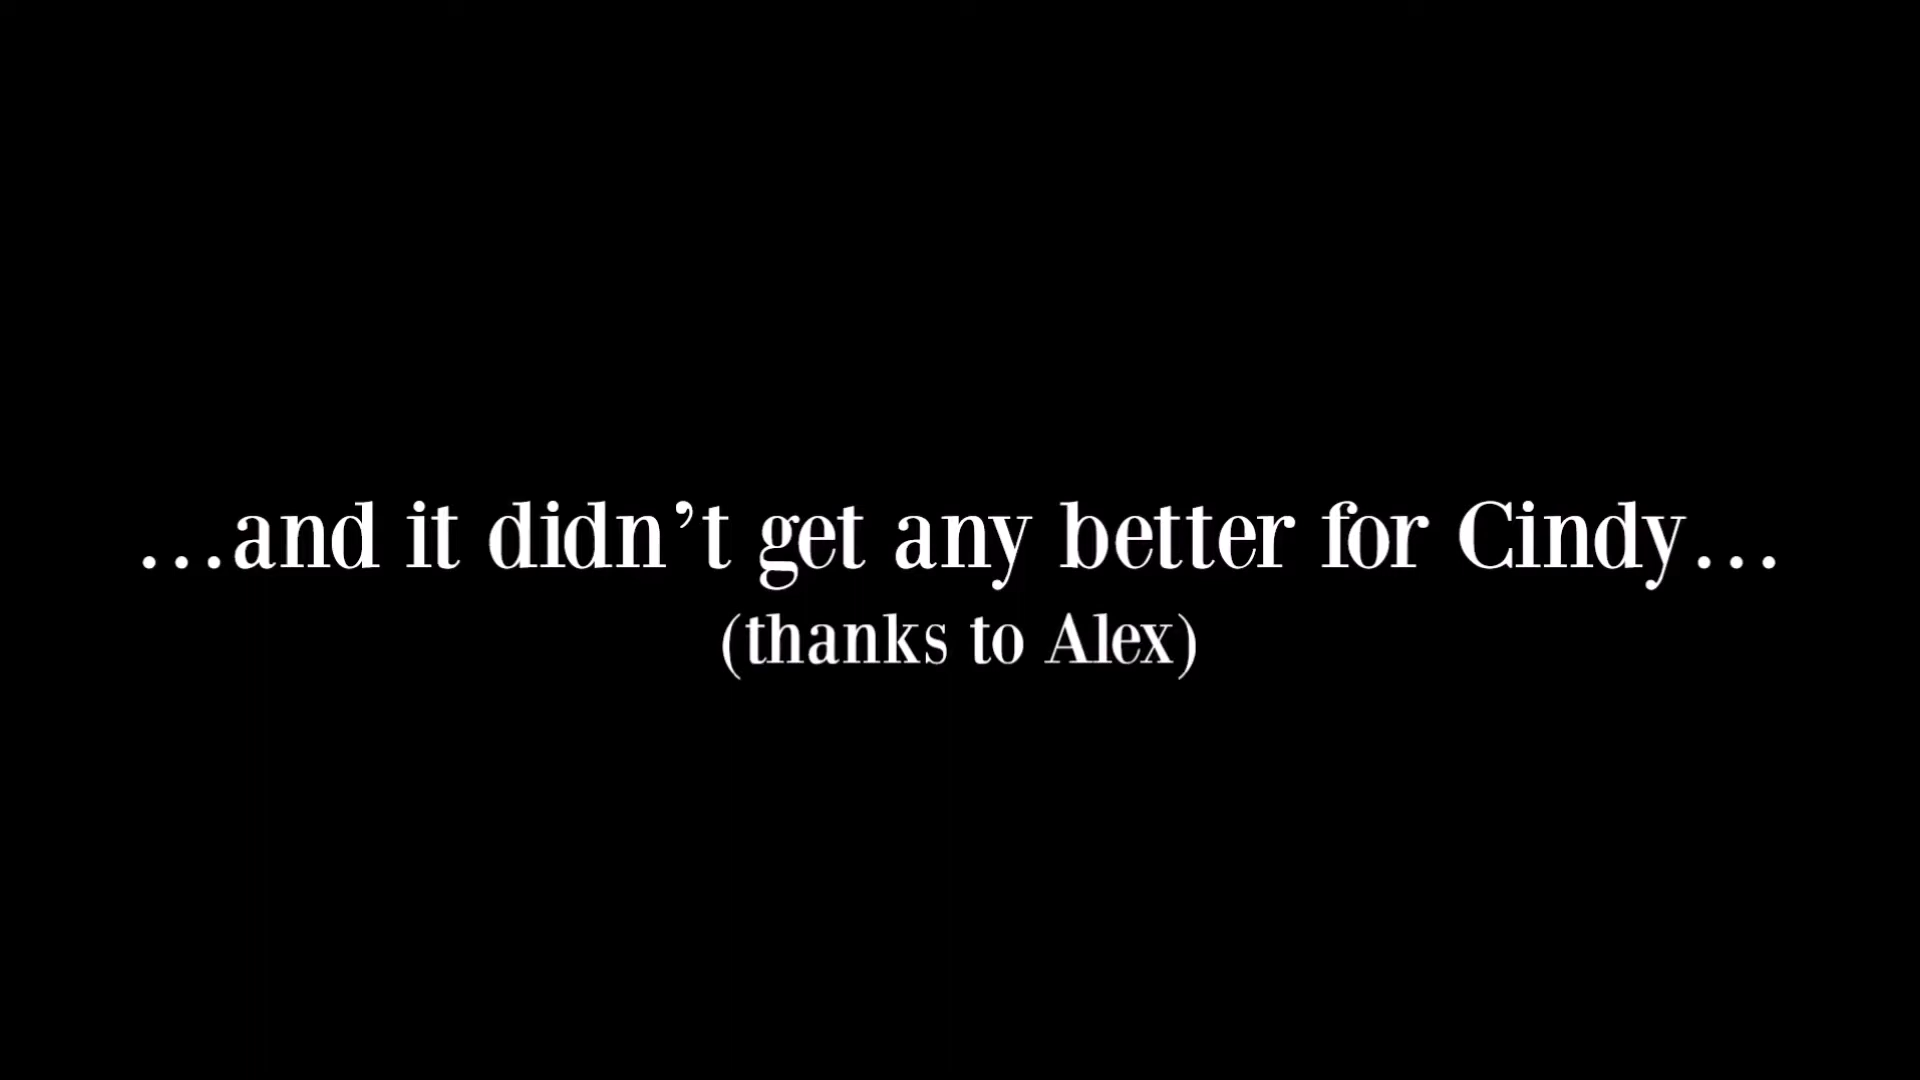 …and it didn’t get any better for Cindy…
(thanks to Alex)